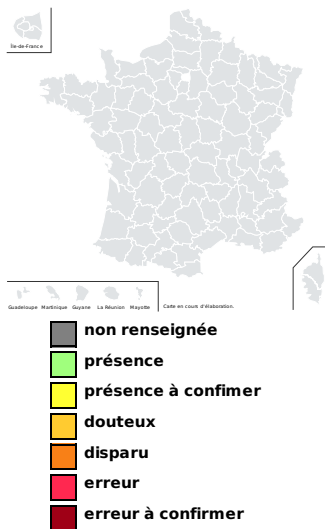 Île-de-France
Guadeloupe Martinique Guyane La Réunion Mayotte Carte en cours d'élaboration.
non renseignée
présence
présence à confimer
douteux
disparu
erreur
erreur à confirmer